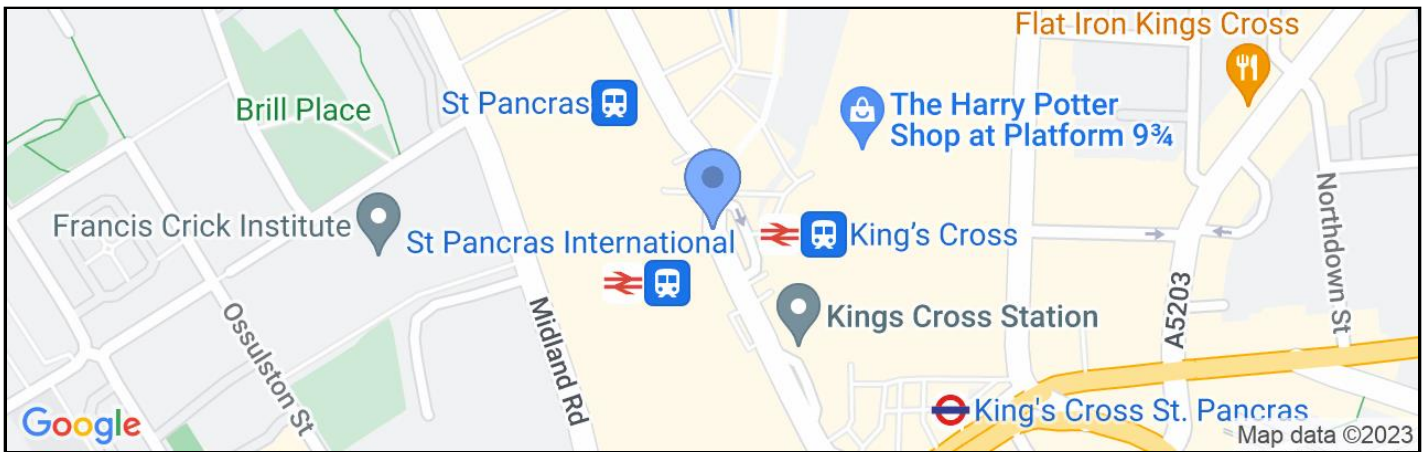 Flat Iron Kings Cross
Brill Place
St Pancras
The Harry Potter
Shop at Platform 9¾
Francis Crick Institute
St Pancras International
King's Cross
Northdown St
Ossulston St
Midland Rd
Kings Cross Station
A5203
King's Cross St. Pancras
Google
Map data ©2023